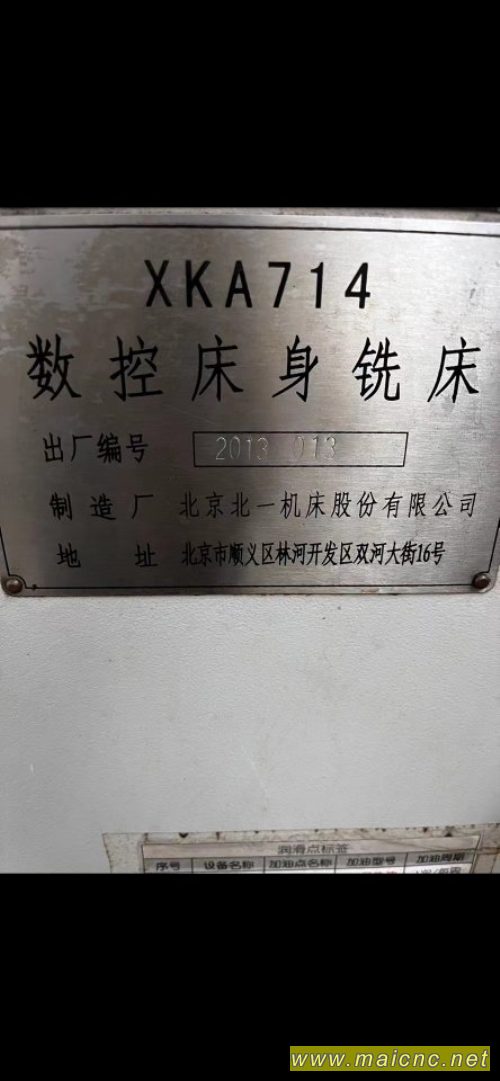 XKA714
数控床身铣床
出厂编号 2013 013
制造厂 北京北一机床股份有限公司
地址 北京市顺义区林河开发区双河大街16号
润滑点标签
序号 设备名称 加油点名称 加油型号 加油周期
www.maicnc.net